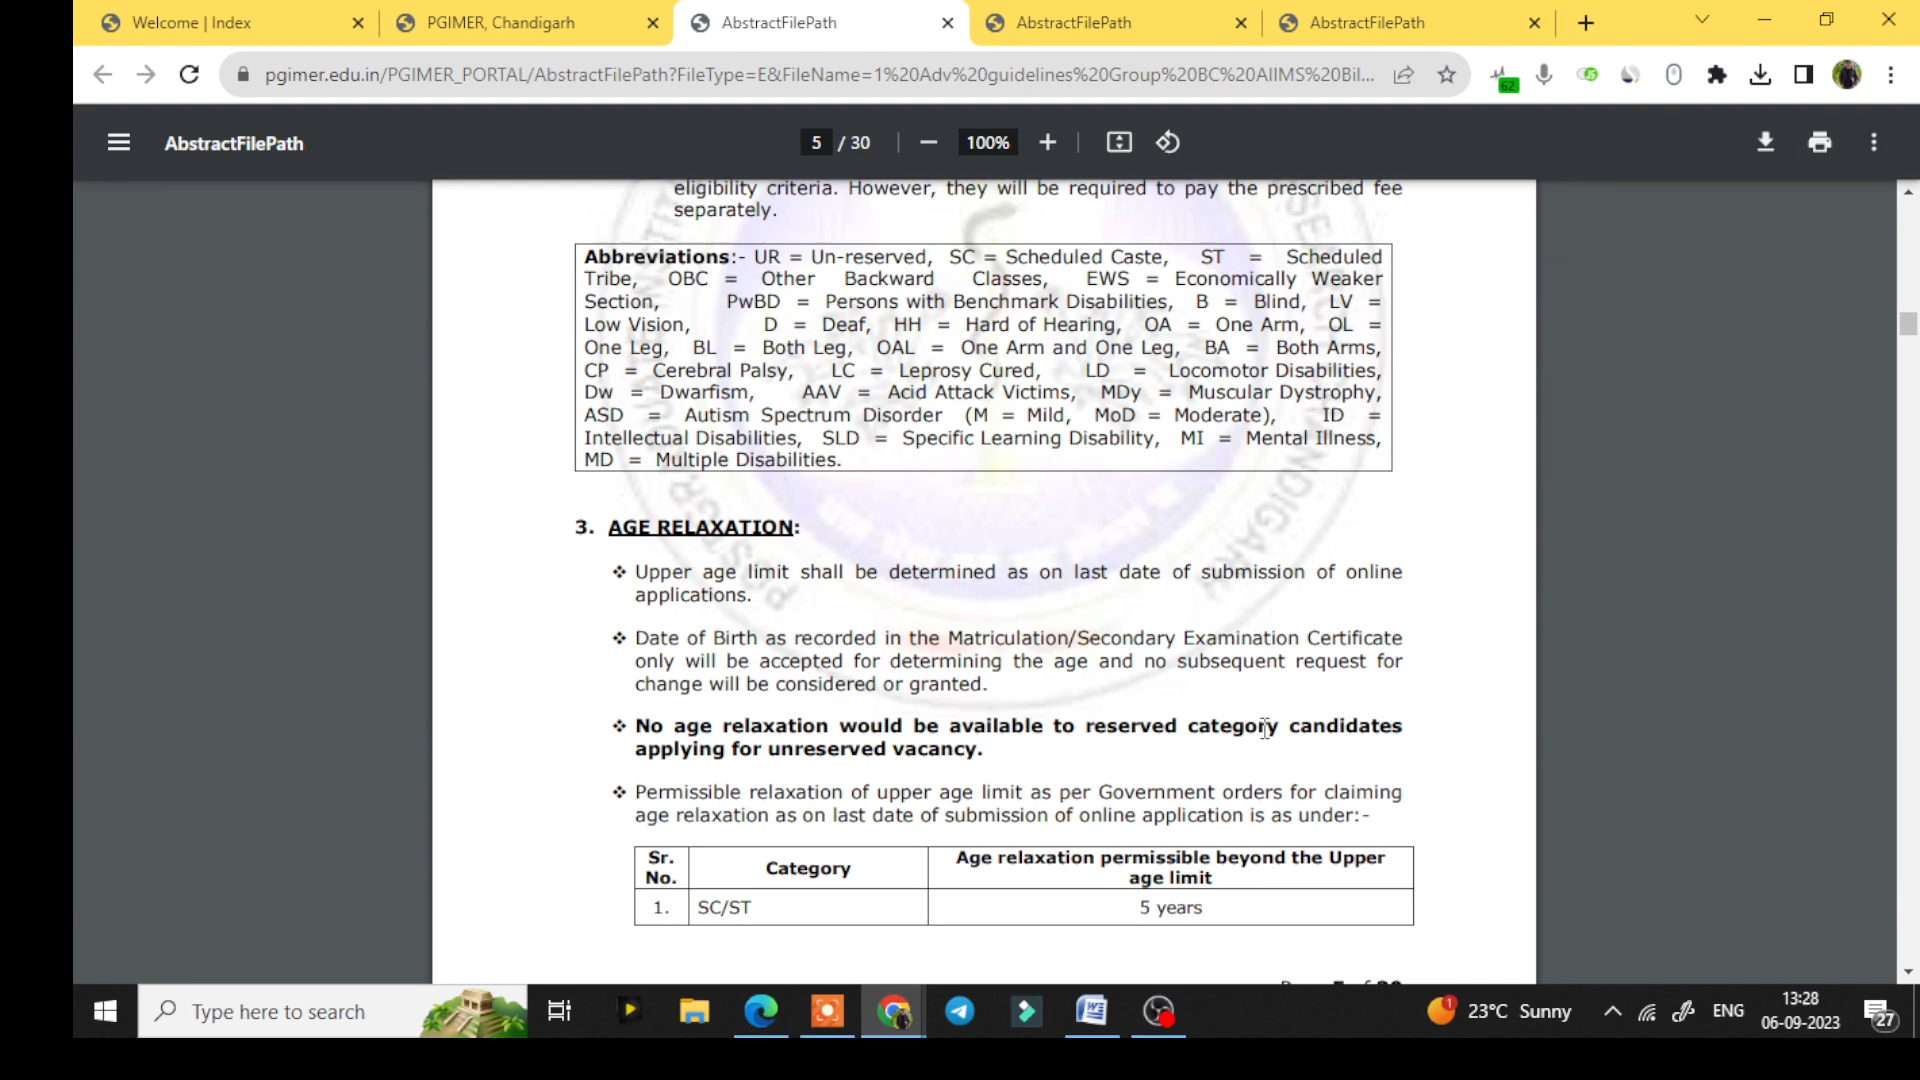 Welcome | Index
PGIMER, Chandigarh
AbstractFilePath
AbstractFilePath
AbstractFilePath
pgimer.edu.in/PGIMER_PORTAL/AbstractFilePath?FileType=E&FileName=1%20Adv%20guidelines%20Group%20BC%20AIIMS%20Bil...
62
AbstractFilePath
5 / 30
100%
eligibility criteria. However, they will be required to pay the prescribed fee
separately.
Abbreviations:- UR = Un-reserved, SC = Scheduled Caste, ST = Scheduled
Tribe, OBC = Other Backward Classes, EWS = Economically Weaker
Section, PwBD = Persons with Benchmark Disabilities, B = Blind, LV =
Low Vision, D = Deaf, HH = Hard of Hearing, OA = One Arm, OL =
One Leg, BL = Both Leg, OAL = One Arm and One Leg, BA = Both Arms,
CP = Cerebral Palsy, LC = Leprosy Cured, LD = Locomotor Disabilities,
Dw = Dwarfism, AAV = Acid Attack Victims, MDy = Muscular Dystrophy,
ASD = Autism Spectrum Disorder (M = Mild, MoD = Moderate), ID =
Intellectual Disabilities, SLD = Specific Learning Disability, MI = Mental Illness,
MD = Multiple Disabilities.
3. AGE RELAXATION:
❖ Upper age limit shall be determined as on last date of submission of online
applications.
❖ Date of Birth as recorded in the Matriculation/Secondary Examination Certificate
only will be accepted for determining the age and no subsequent request for
change will be considered or granted.
❖ No age relaxation would be available to reserved category candidates
applying for unreserved vacancy.
❖ Permissible relaxation of upper age limit as per Government orders for claiming
age relaxation as on last date of submission of online application is as under:-
Sr. No. Category Age relaxation permissible beyond the Upper age limit
1. SC/ST 5 years
Type here to search
1
23°C Sunny
ENG
13:28
06-09-2023
27